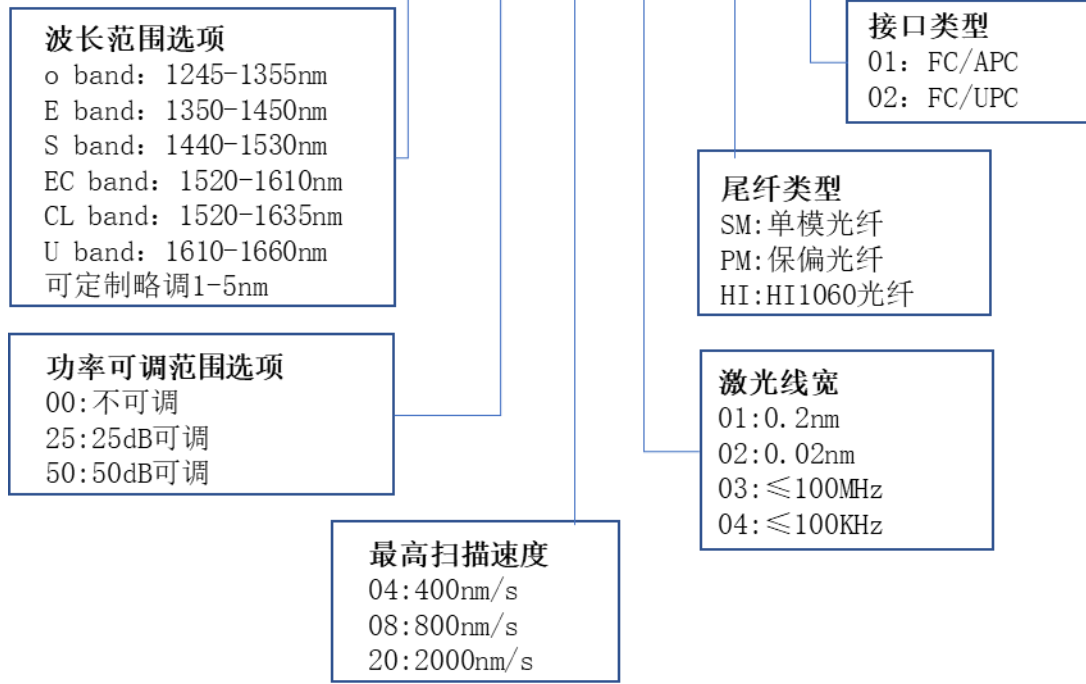 波长范围选项
o band: 1245-1355nm
E band: 1350-1450nm
S band: 1440-1530nm
EC band: 1520-1610nm
CL band: 1520-1635nm
U band: 1610-1660nm
可定制略调1-5nm
功率可调范围选项
00:不可调
25:25dB可调
50:50dB可调
最高扫描速度
04:400nm/s
08:800nm/s
20:2000nm/s
接口类型
01: FC/APC
02: FC/UPC
尾纤类型
SM:单模光纤
PM:保偏光纤
HI:HI1060光纤
激光线宽
01:0.2nm
02:0.02nm
03:≤100MHz
04:≤100KHz